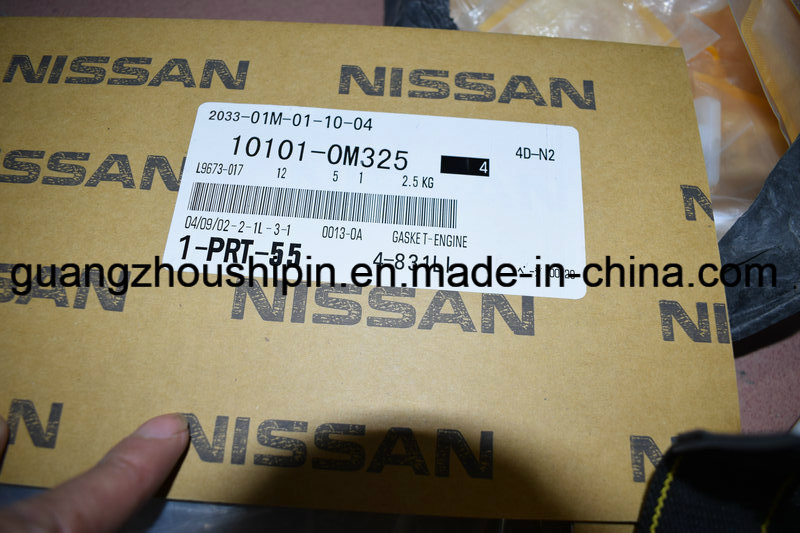 NISSAN NISSAN
2033-01M-01-10-04
10101-0M325 4 4D-N2
L9673-017 12 5 1 2.5 KG
NISSAN
04/09/02-2-1L-3-1 0013-0A GASKET-ENGINE
1-PRT-55 4-831LL
guangzhoushipin.en.made-in-china.com
NISSAN NISSAN NISSAN
NISSAN